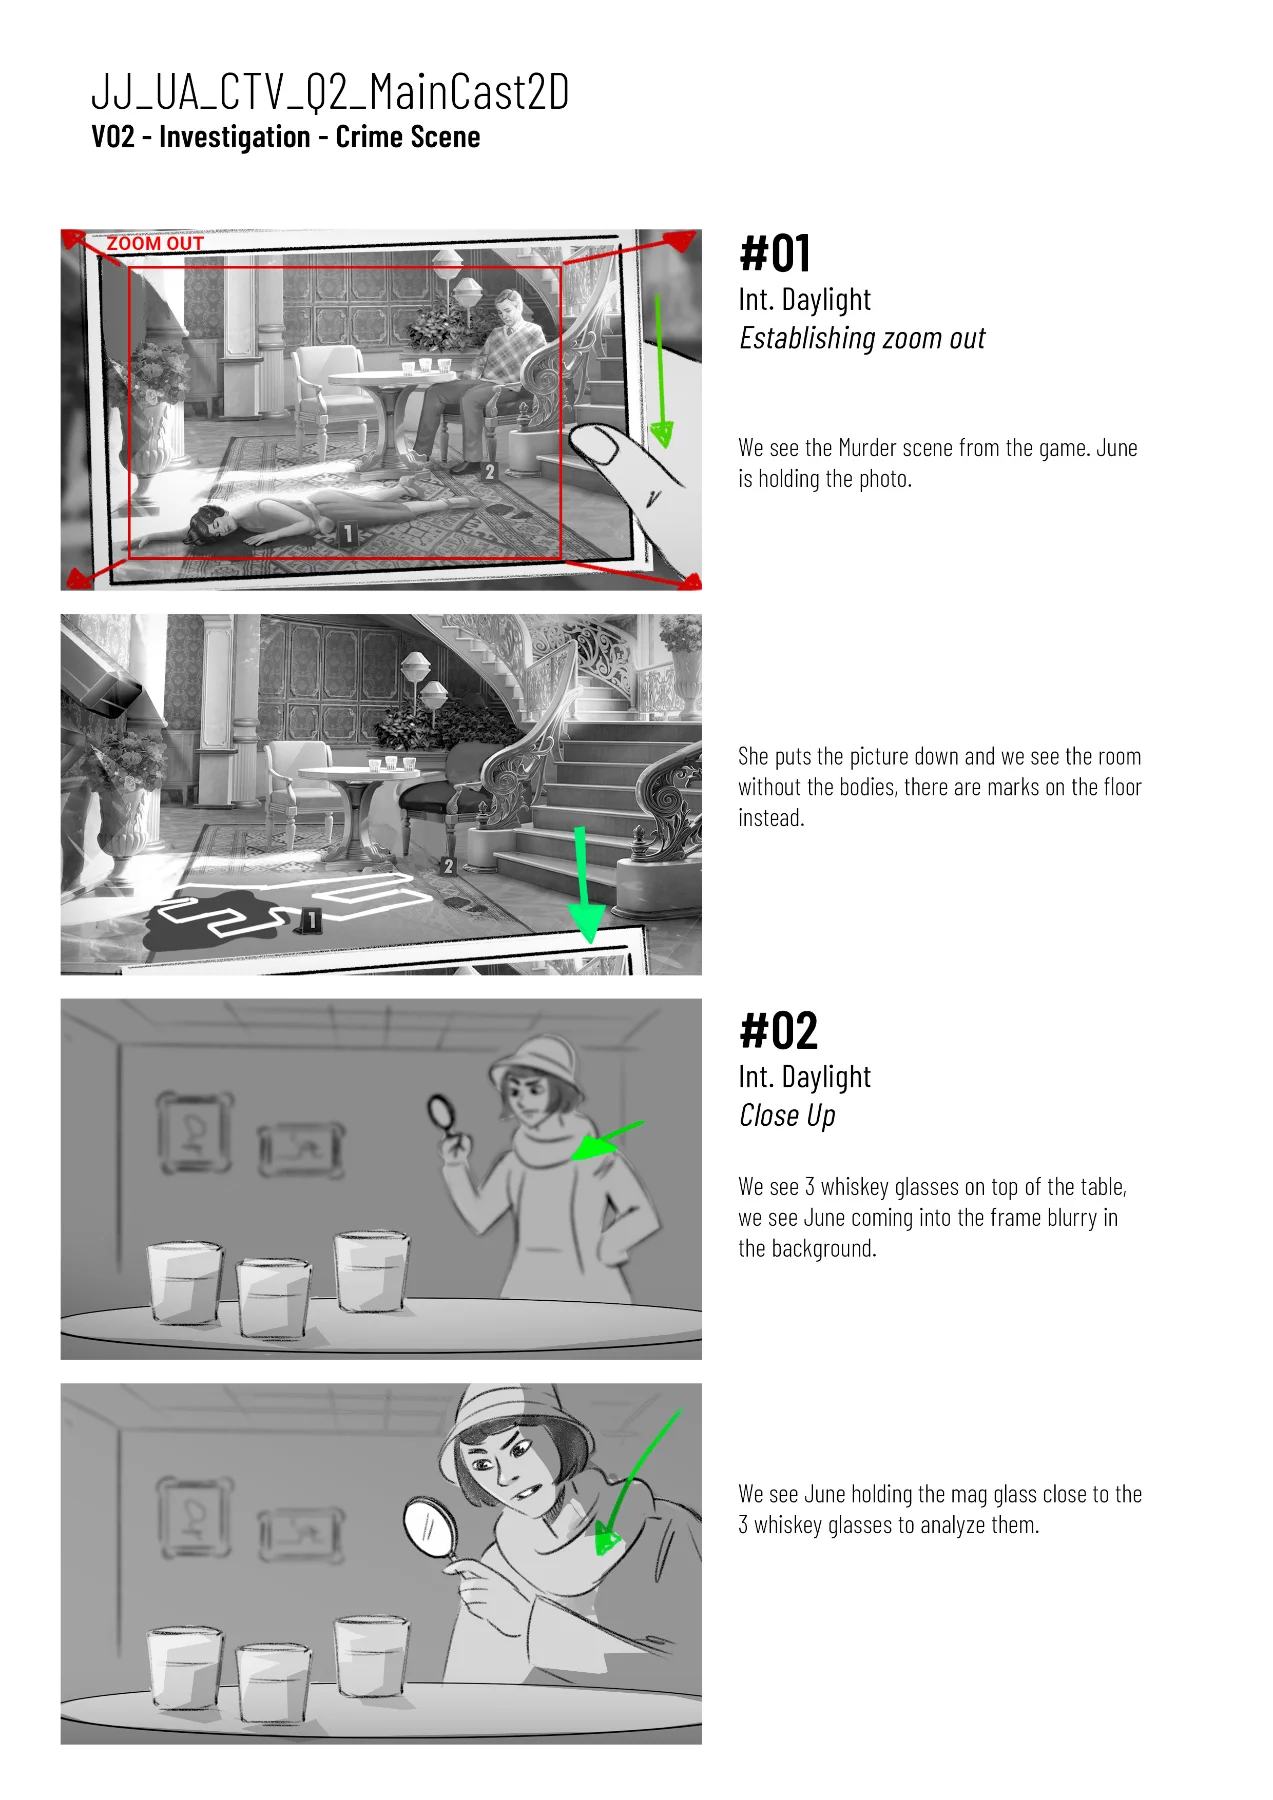 JJ_UA_CTV_Q2_MainCast2D
V02 - Investigation - Crime Scene
ZOOM OUT
2
1
#01
Int. Daylight
Establishing zoom out
We see the Murder scene from the game. June
is holding the photo.
2
1
She puts the picture down and we see the room
without the bodies, there are marks on the floor
instead.
#02
Int. Daylight
Close Up
We see 3 whiskey glasses on top of the table,
we see June coming into the frame blurry in
the background.
We see June holding the mag glass close to the
3 whiskey glasses to analyze them.